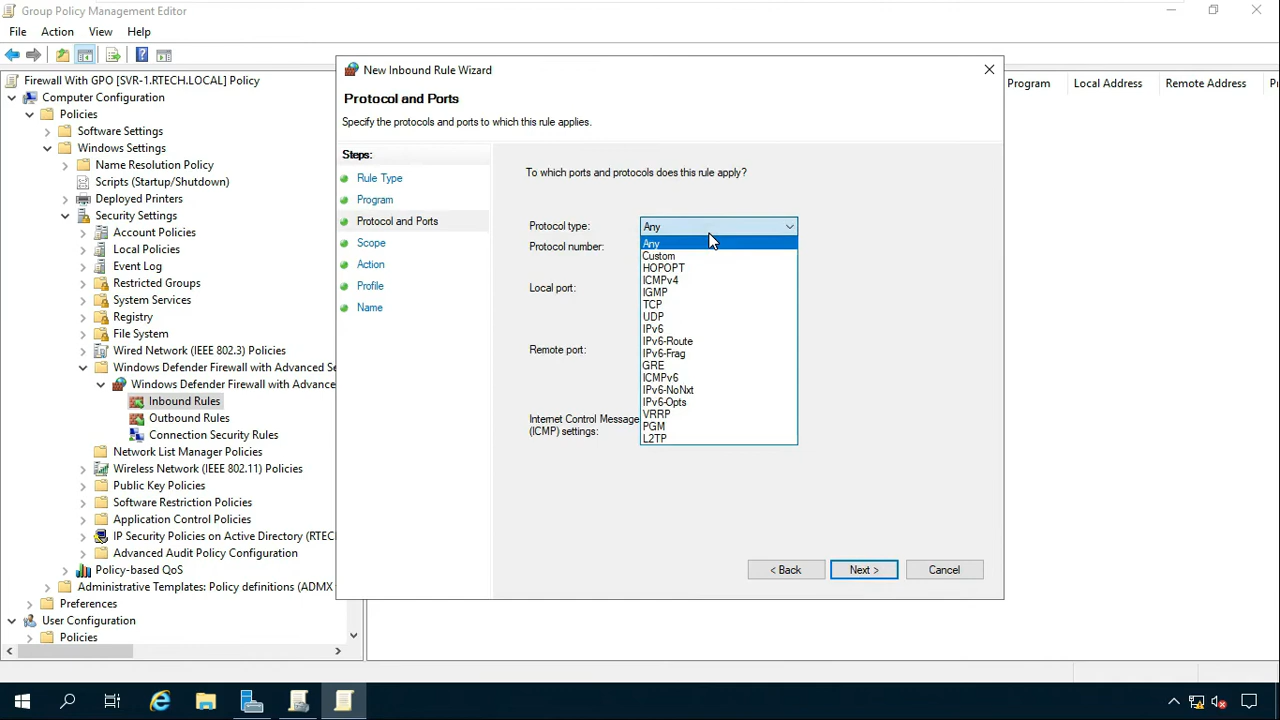 Group Policy Management Editor
File Action View Help
Firewall With GPO [SVR-1.RTECH.LOCAL] Policy
Computer Configuration
Policies
Software Settings
Windows Settings
Name Resolution Policy
Scripts (Startup/Shutdown)
Deployed Printers
Security Settings
Account Policies
Local Policies
Event Log
Restricted Groups
System Services
Registry
File System
Wired Network (IEEE 802.3) Policies
Windows Defender Firewall with Advanced Se
Windows Defender Firewall with Advance
Inbound Rules
Outbound Rules
Connection Security Rules
Network List Manager Policies
Wireless Network (IEEE 802.11) Policies
Public Key Policies
Software Restriction Policies
Application Control Policies
IP Security Policies on Active Directory (RTEC
Advanced Audit Policy Configuration
Policy-based QoS
Administrative Templates: Policy definitions (ADMX
Preferences
User Configuration
Policies
Program Local Address Remote Address
New Inbound Rule Wizard
Protocol and Ports
Specify the protocols and ports to which this rule applies.
Steps:
Rule Type
Program
Protocol and Ports
Scope
Action
Profile
Name
To which ports and protocols does this rule apply?
Protocol type: Any
Protocol number:
Local port:
Remote port:
Internet Control Message
(ICMP) settings:
Any
Custom
HOPOPT
ICMPv4
IGMP
TCP
UDP
IPv6
IPv6-Route
IPv6-Frag
GRE
ICMPv6
IPv6-NoNxt
IPv6-Opts
VRRP
PGM
L2TP
< Back Next > Cancel